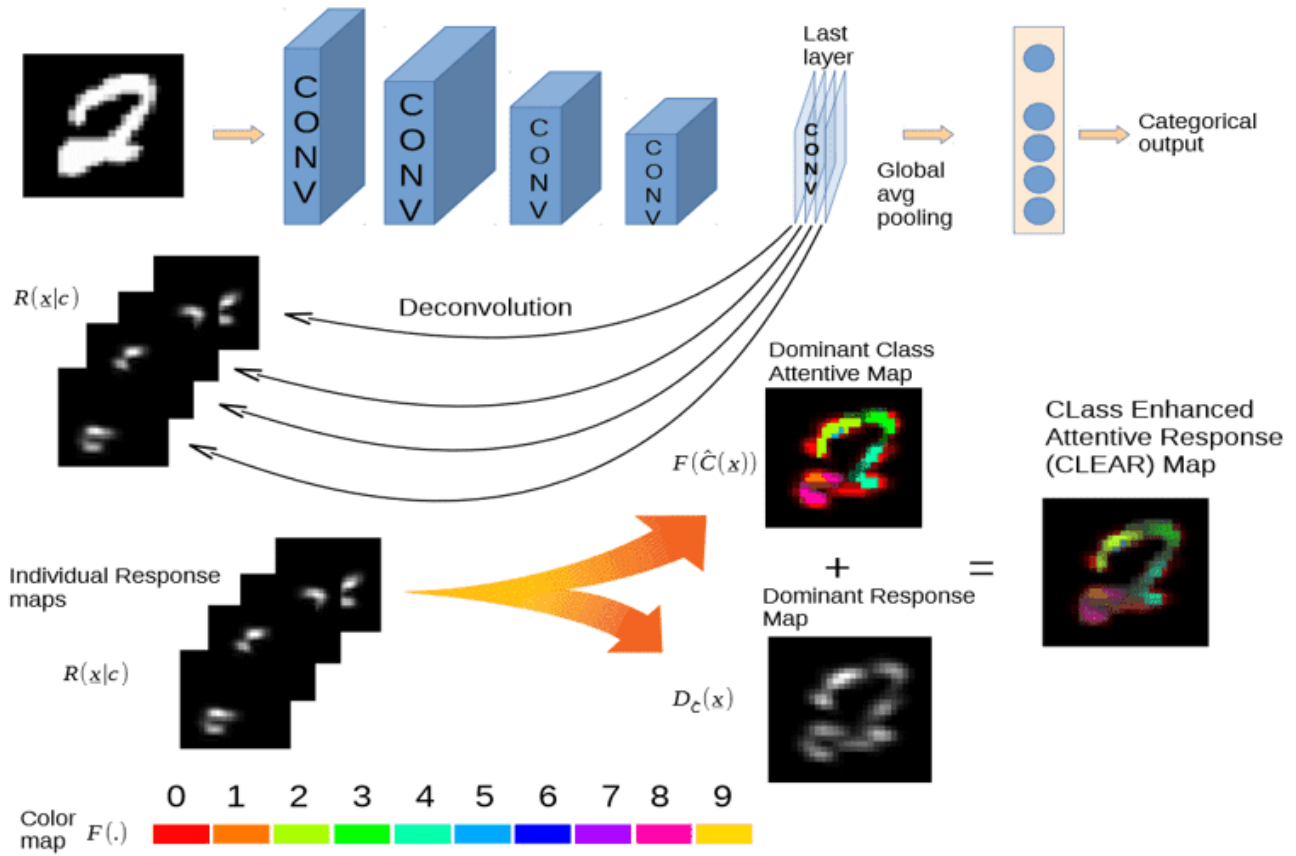 Last
layer
CONV
CONV
CONV
CONV
CONV
Global
avg
pooling
Categorical
output
R(x|c)
Deconvolution
Dominant Class
Attentive Map
F(Ĉ(x))
CLass Enhanced
Attentive Response
(CLEAR) Map
Individual Response
maps
R(x|c)
+
=
Dominant Response
Map
D_ĉ(x)
0 1 2 3 4 5 6 7 8 9
Color
map
F(.)